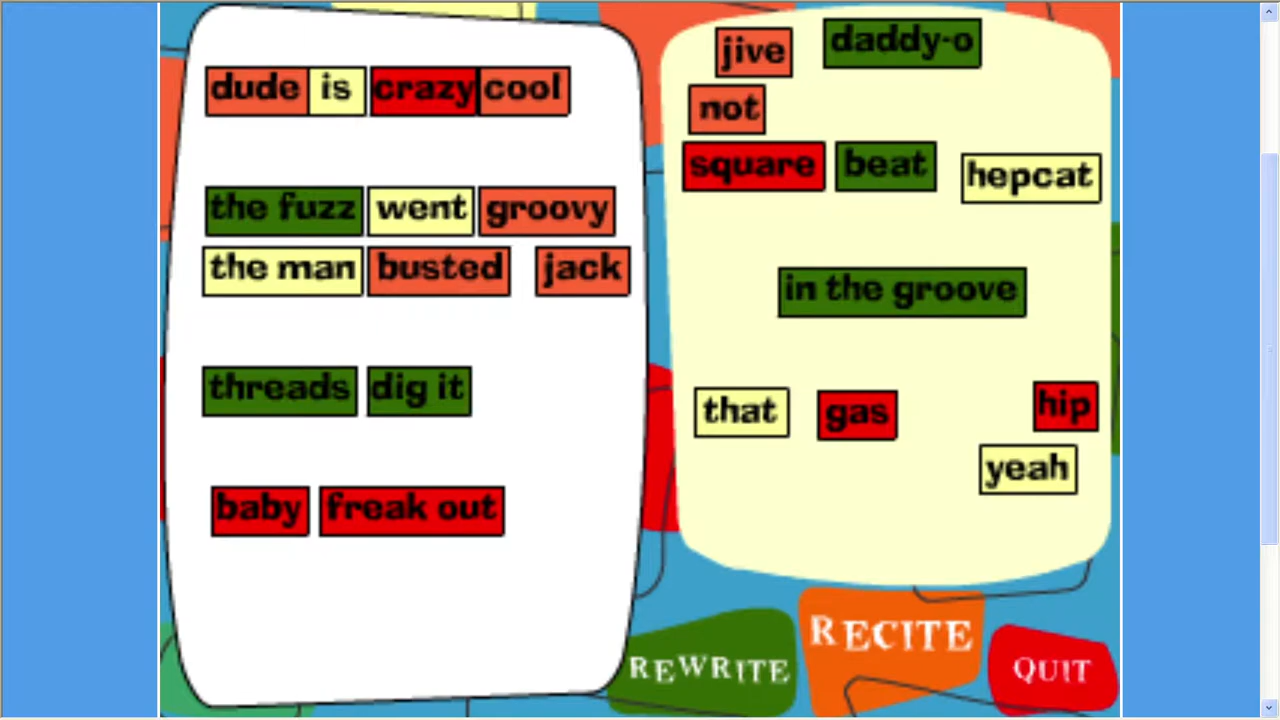 dude is crazy cool
the fuzz went groovy
the man busted jack
threads dig it
baby freak out
jive daddy-o
not
square beat hepcat
in the groove
that gas hip
yeah
REWRITE RECITE QUIT